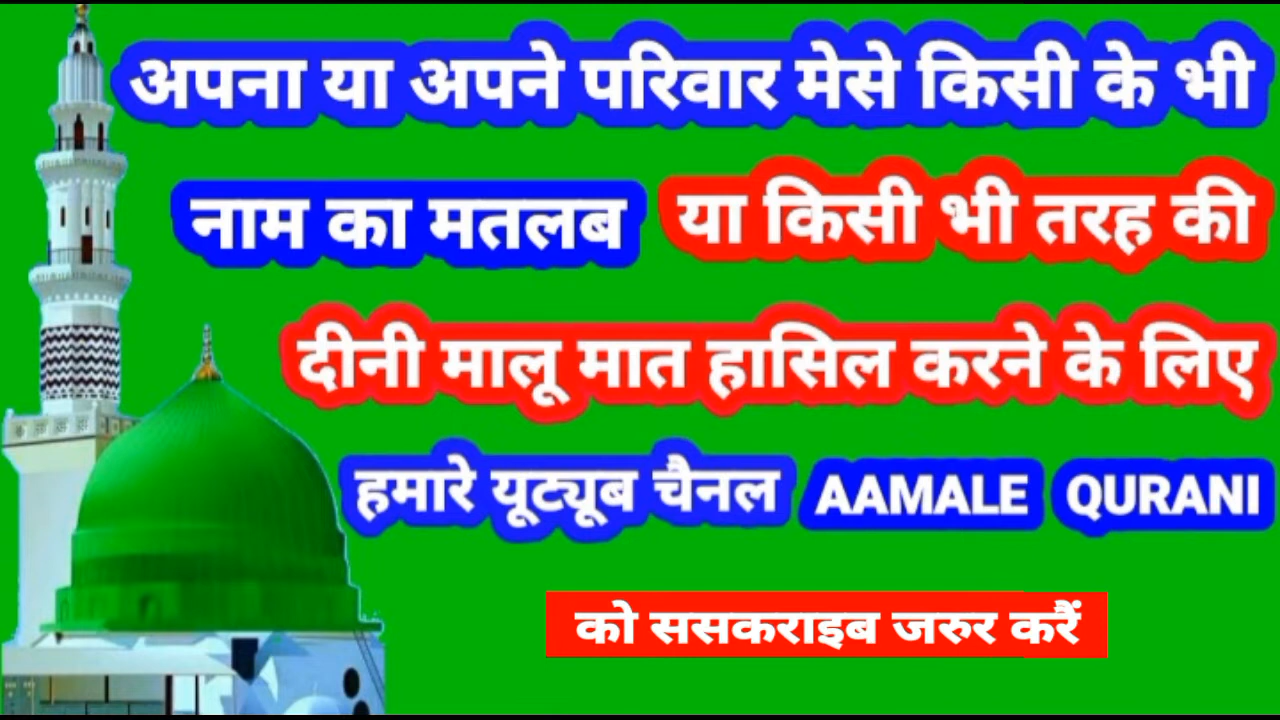 अपना या अपने परिवार मेसे किसी के भी
नाम का मतलब या किसी भी तरह की
दीनी मालू मात हासिल करने के लिए
हमारे यूट्यूब चैनल AAMALE QURANI
को ससकराइब जरुर करैं